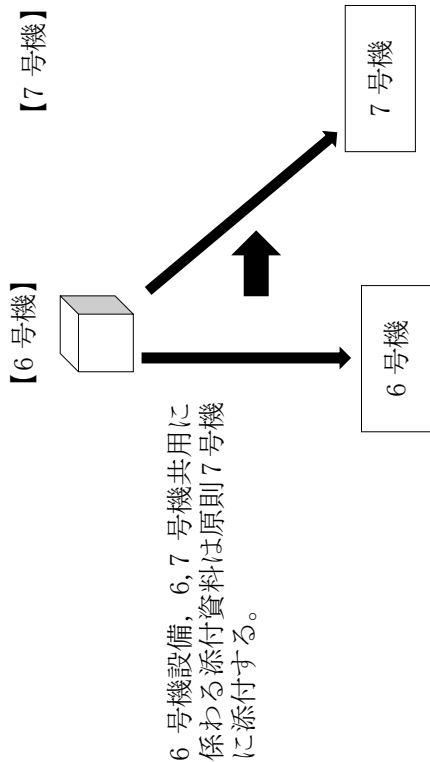 【6 号機】
【7 号機】
6 号機設備，6,7 号機共用に
係わる添付資料は原則 7 号機
に添付する。
6 号機
7 号機